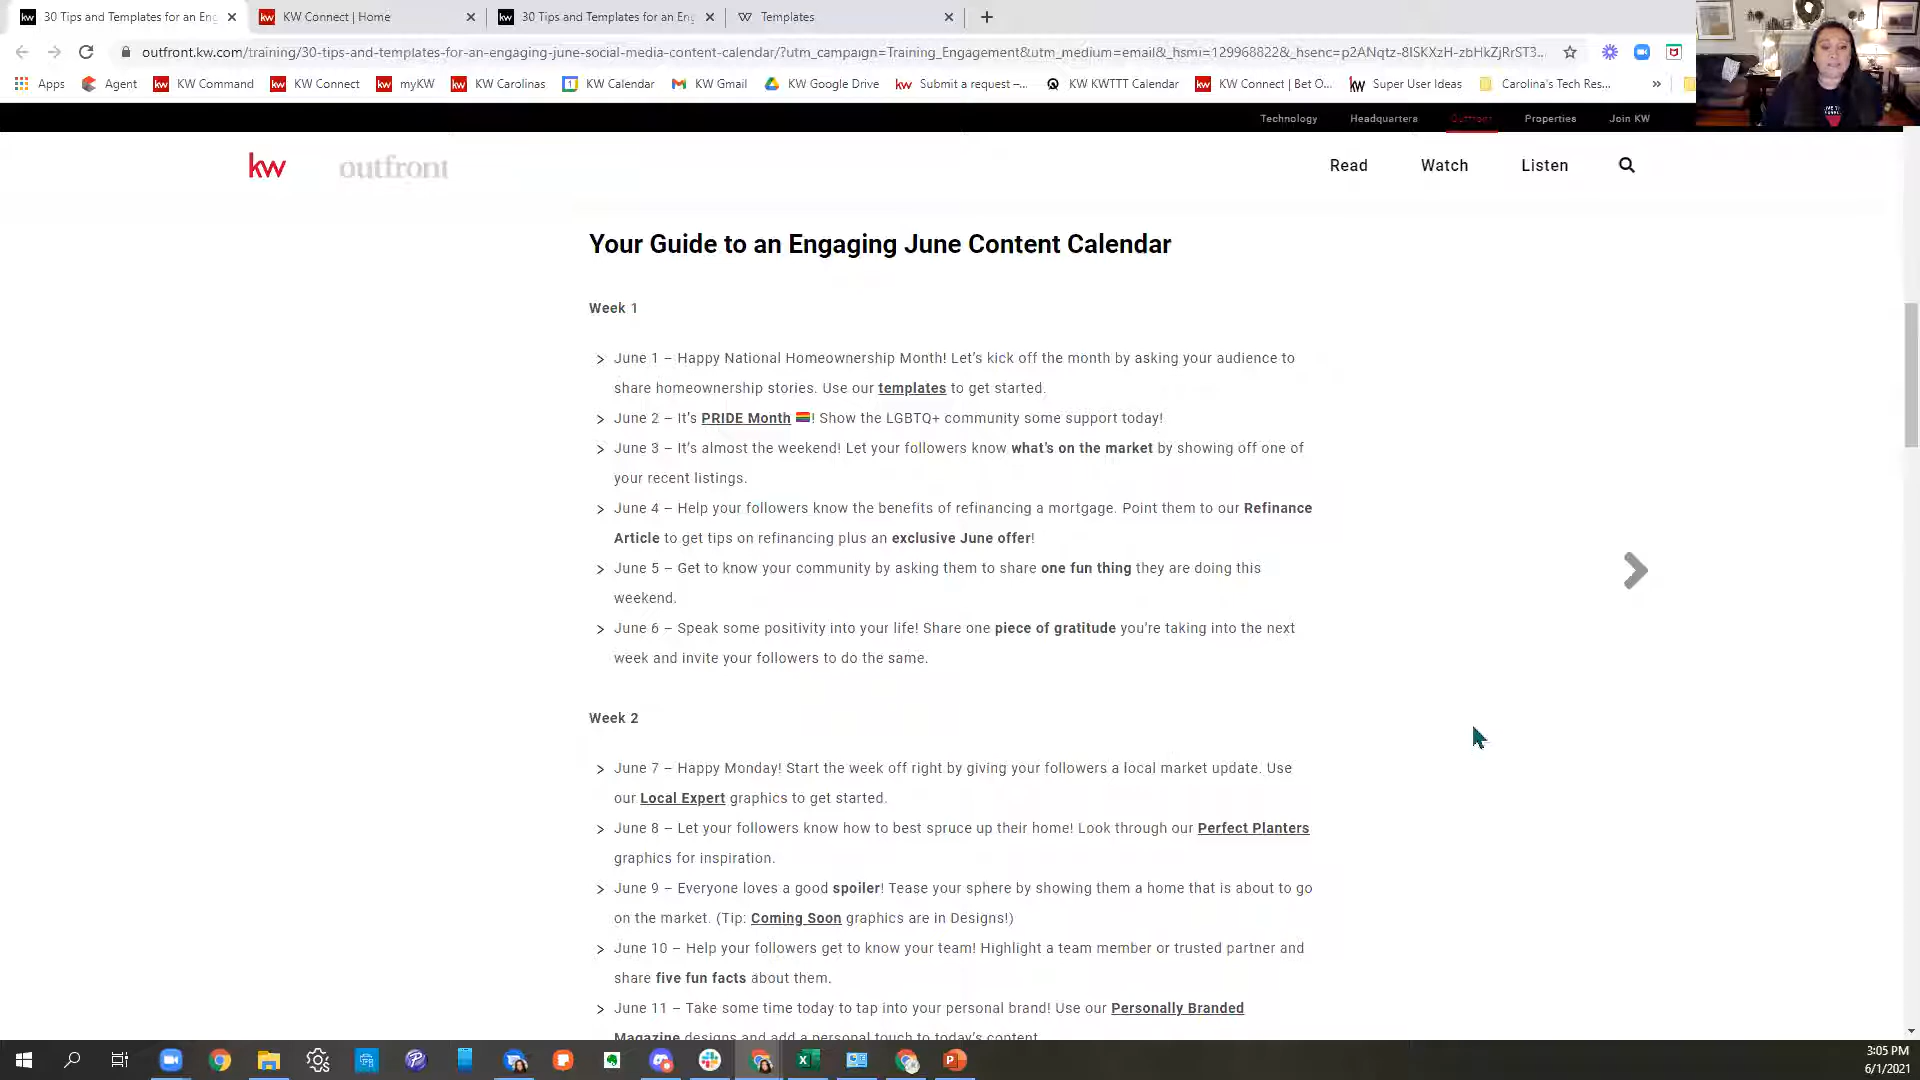 30 Tips and Templates for an Eng
KW Connect | Home
30 Tips and Templates for an Eng
Templates
outfront.kw.com/training/30-tips-and-templates-for-an-engaging-june-social-media-content-calendar/?utm_campaign=Training_Engagement&utm_medium=email&_hsmi=129968822&_hsenc=p2ANqtz-8ISKXzH-zbHkZjRrST3...
Apps
Agent
KW Command
KW Connect
myKW
KW Carolinas
KW Calendar
KW Gmail
KW Google Drive
Submit a request –...
KW KWTTT Calendar
KW Connect | Bet O...
Super User Ideas
Carolina's Tech Res...
»
Technology
Headquarters
Outfront
Properties
Join KW
kw
outfront
Read
Watch
Listen
Your Guide to an Engaging June Content Calendar
Week 1
June 1 – Happy National Homeownership Month! Let's kick off the month by asking your audience to
share homeownership stories. Use our templates to get started.
June 2 – It's PRIDE Month 🏳️‍🌈! Show the LGBTQ+ community some support today!
June 3 – It's almost the weekend! Let your followers know what's on the market by showing off one of
your recent listings.
June 4 – Help your followers know the benefits of refinancing a mortgage. Point them to our Refinance
Article to get tips on refinancing plus an exclusive June offer!
June 5 – Get to know your community by asking them to share one fun thing they are doing this
weekend.
June 6 – Speak some positivity into your life! Share one piece of gratitude you're taking into the next
week and invite your followers to do the same.
Week 2
June 7 – Happy Monday! Start the week off right by giving your followers a local market update. Use
our Local Expert graphics to get started.
June 8 – Let your followers know how to best spruce up their home! Look through our Perfect Planters
graphics for inspiration.
June 9 – Everyone loves a good spoiler! Tease your sphere by showing them a home that is about to go
on the market. (Tip: Coming Soon graphics are in Designs!)
June 10 – Help your followers get to know your team! Highlight a team member or trusted partner and
share five fun facts about them.
June 11 – Take some time today to tap into your personal brand! Use our Personally Branded
Magazine designs and add a personal touch to today's content.
3:05 PM
6/1/2021